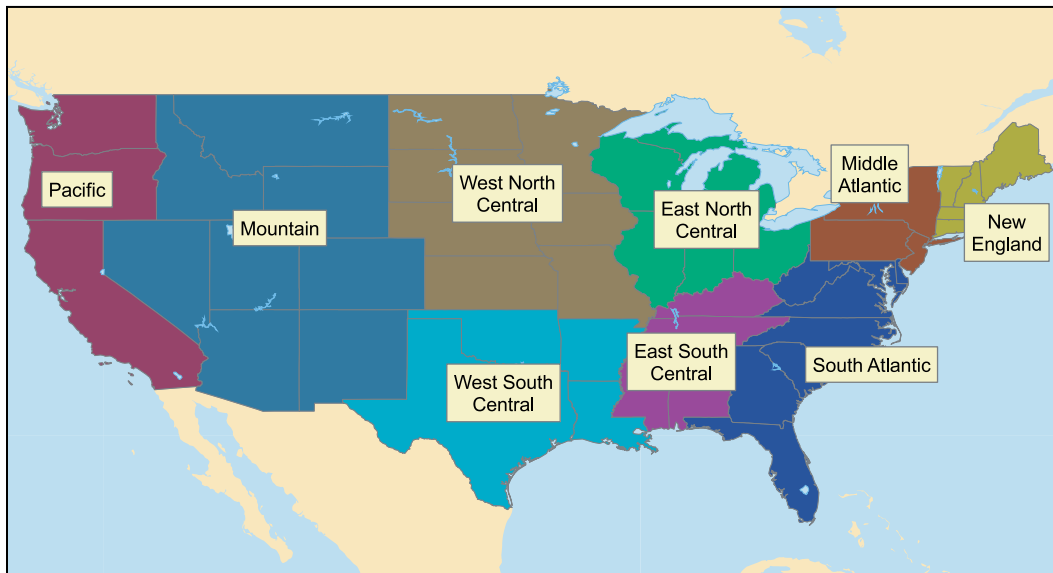 Pacific
Mountain
West North
Central
East North
Central
Middle
Atlantic
New
England
West South
Central
East South
Central
South Atlantic